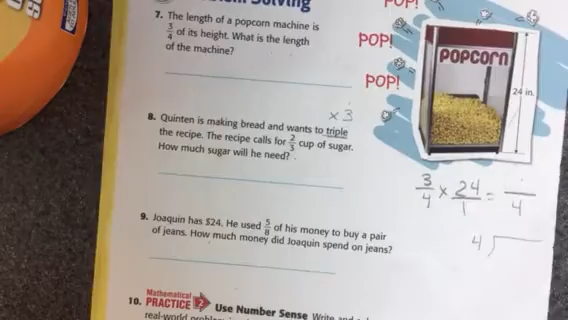 POP!
7. The length of a popcorn machine is
3/4 of its height. What is the length
of the machine?
POP!
POPCORN
POP!
24 in.
× 3
8. Quinten is making bread and wants to triple
the recipe. The recipe calls for 2/3 cup of sugar.
How much sugar will he need?
3/4 × 24/1 = /4
4
9. Joaquin has $24. He used 5/8 of his money to buy a pair
of jeans. How much money did Joaquin spend on jeans?
Mathematical
10. PRACTICE 2 Use Number Sense Write
real-world